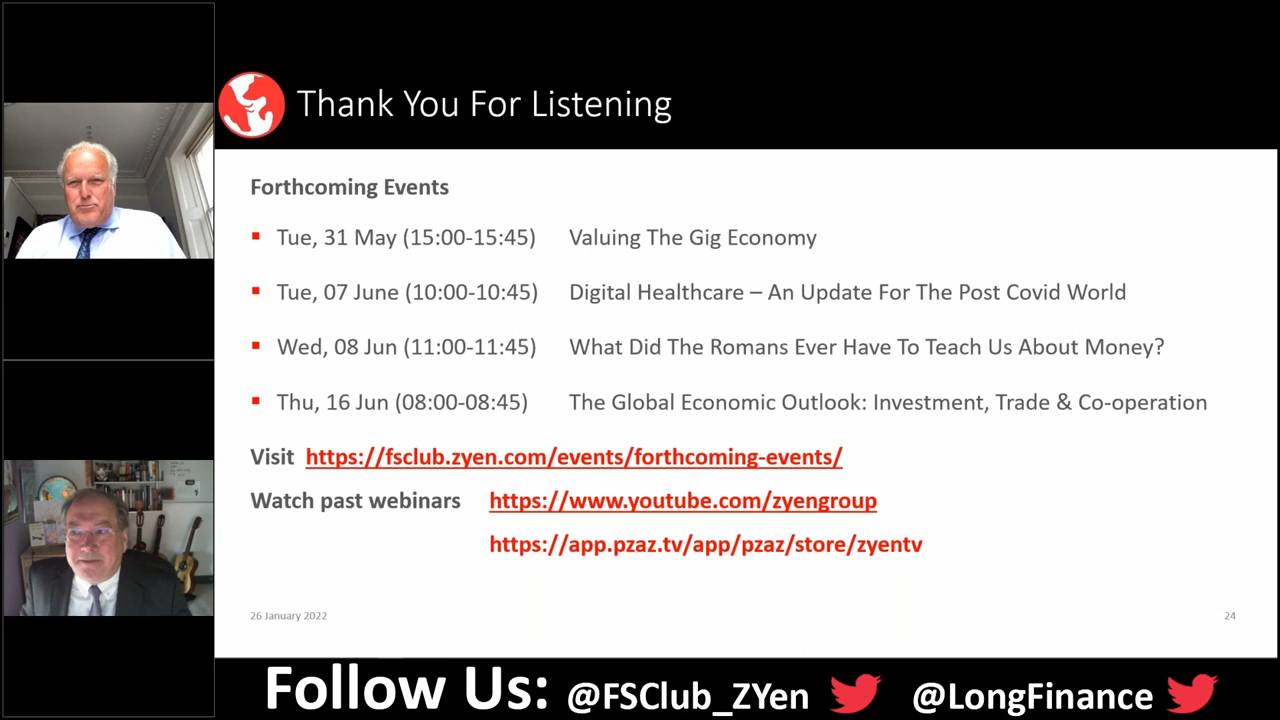 Thank You For Listening
Forthcoming Events
Tue, 31 May (15:00-15:45) Valuing The Gig Economy
Tue, 07 June (10:00-10:45) Digital Healthcare – An Update For The Post Covid World
Wed, 08 Jun (11:00-11:45) What Did The Romans Ever Have To Teach Us About Money?
Thu, 16 Jun (08:00-08:45) The Global Economic Outlook: Investment, Trade & Co-operation
Visit https://fsclub.zyen.com/events/forthcoming-events/
Watch past webinars https://www.youtube.com/zyengroup
https://app.pzaz.tv/app/pzaz/store/zyentv
26 January 2022 24
Follow Us: @FSClub_ZYen @LongFinance